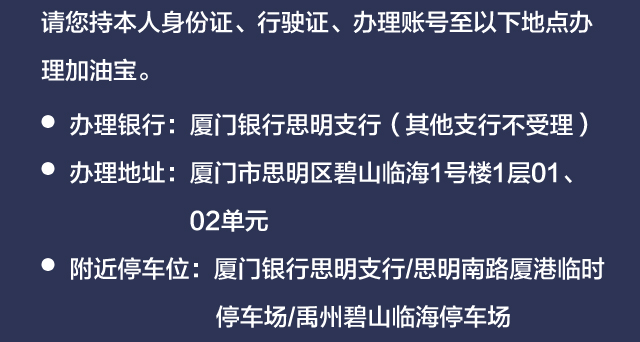 请您持本人身份证、行驶证、办理账号至以下地点办
理加油宝。
● 办理银行：厦门银行思明支行（其他支行不受理）
● 办理地址：厦门市思明区碧山临海1号楼1层01、
02单元
● 附近停车位：厦门银行思明支行/思明南路厦港临时
停车场/禹州碧山临海停车场